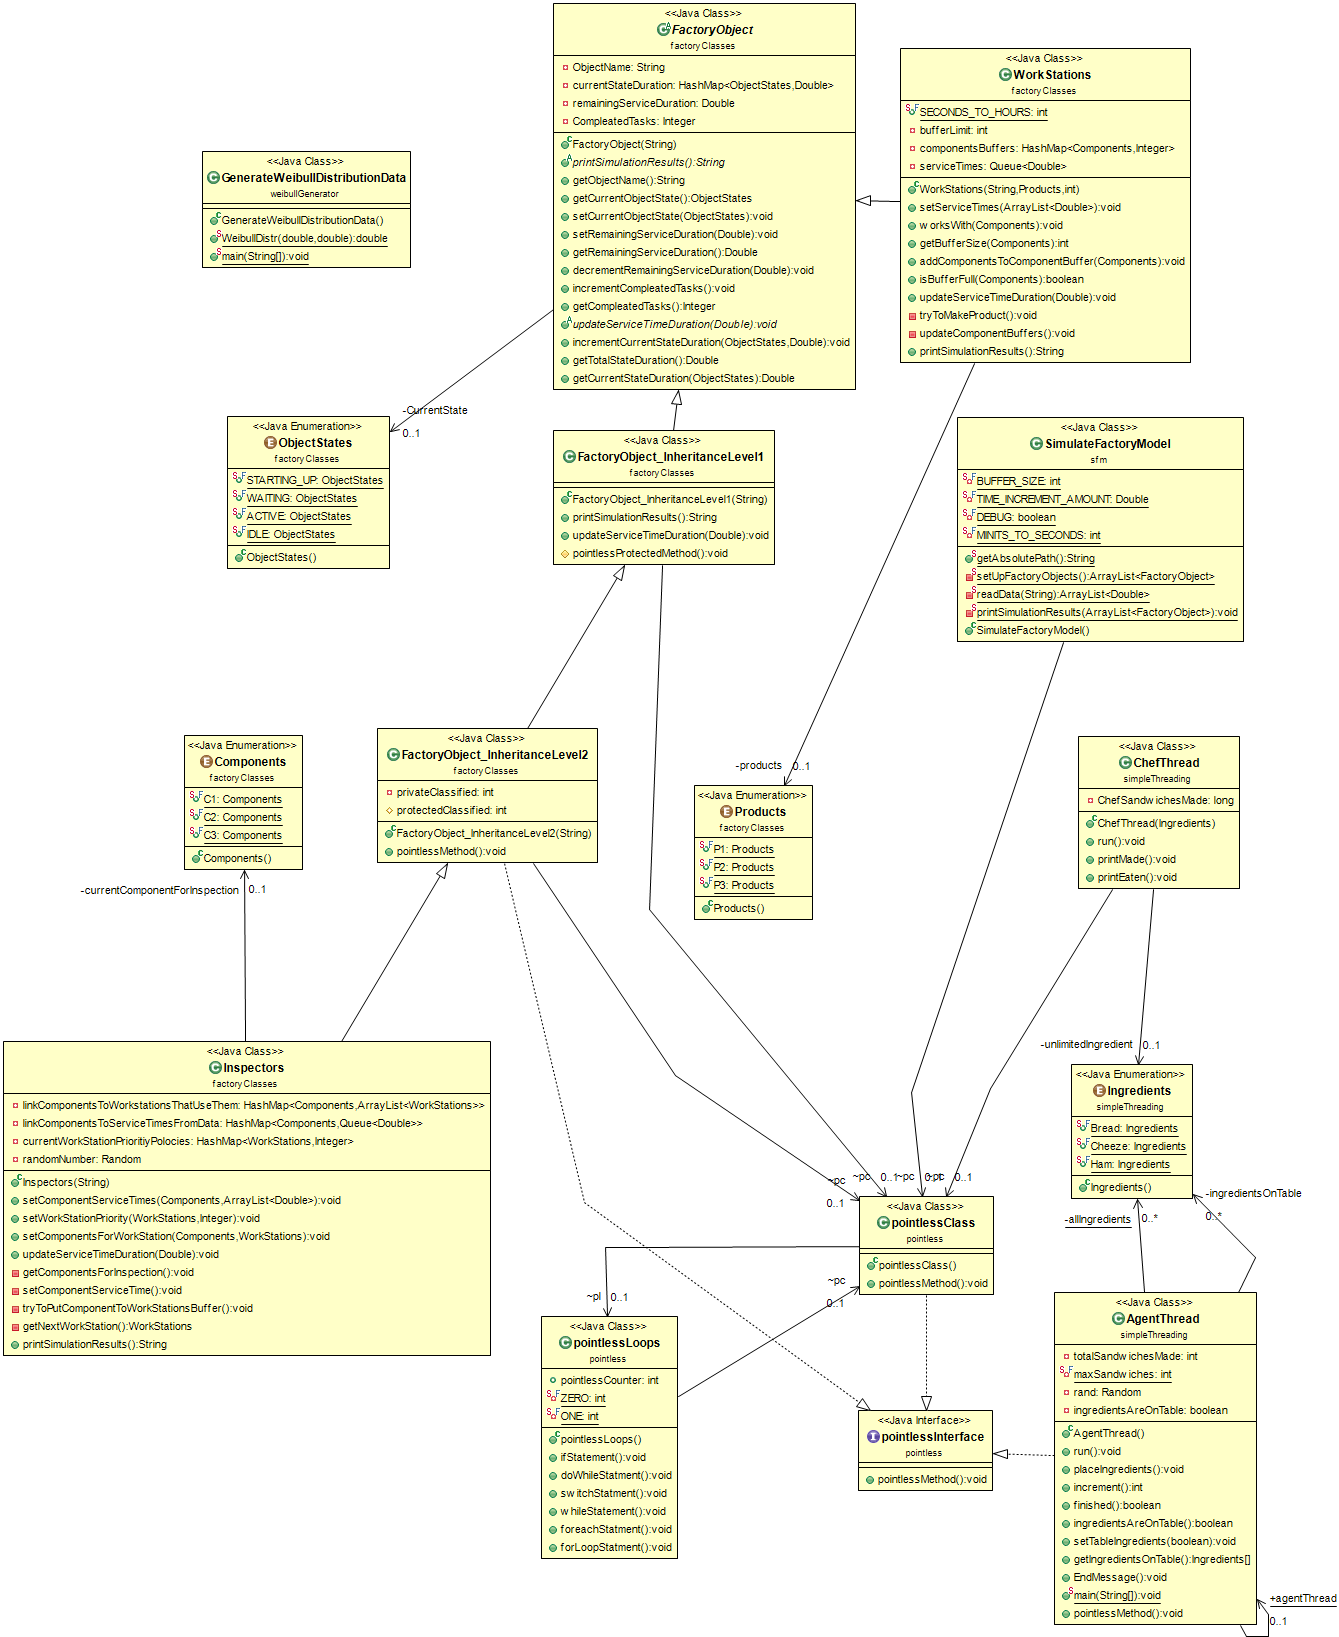 <<Java Class>>
FactoryObject
factoryClasses
ObjectName: String
currentStateDuration: HashMap<ObjectStates,Double>
remainingServiceDuration: Double
CompleatedTasks: Integer
FactoryObject(String)
printSimulationResults():String
getObjectName():String
getCurrentObjectState():ObjectStates
setCurrentObjectState(ObjectStates):void
setRemainingServiceDuration(Double):void
getRemainingServiceDuration():Double
decrementRemainingServiceDuration(Double):void
incrementCompleatedTasks():void
getCompleatedTasks():Integer
updateServiceTimeDuration(Double):void
incrementCurrentStateDuration(ObjectStates,Double):void
getTotalStateDuration():Double
getCurrentStateDuration(ObjectStates):Double
<<Java Class>>
WorkStations
factoryClasses
SECONDS_TO_HOURS: int
bufferLimit: int
componentsBuffers: HashMap<Components,Integer>
serviceTimes: Queue<Double>
WorkStations(String,Products,int)
setServiceTimes(ArrayList<Double>):void
worksWith(Components):void
getBufferSize(Components):int
addComponentsToComponentBuffer(Components):void
isBufferFull(Components):boolean
updateServiceTimeDuration(Double):void
tryToMakeProduct():void
updateComponentBuffers():void
printSimulationResults():String
<<Java Class>>
GenerateWeibullDistributionData
weibullGenerator
GenerateWeibullDistributionData()
WeibullDistr(double,double):double
main(String[]):void
-CurrentState
0..1
<<Java Enumeration>>
ObjectStates
factoryClasses
STARTING_UP: ObjectStates
WAITING: ObjectStates
ACTIVE: ObjectStates
IDLE: ObjectStates
ObjectStates()
<<Java Class>>
FactoryObject_InheritanceLevel1
factoryClasses
FactoryObject_InheritanceLevel1(String)
printSimulationResults():String
updateServiceTimeDuration(Double):void
pointlessProtectedMethod():void
<<Java Class>>
SimulateFactoryModel
sfm
BUFFER_SIZE: int
TIME_INCREMENT_AMOUNT: Double
DEBUG: boolean
MINITS_TO_SECONDS: int
getAbsolutePath():String
setUpFactoryObjects():ArrayList<FactoryObject>
readData(String):ArrayList<Double>
printSimulationResults(ArrayList<FactoryObject>):void
SimulateFactoryModel()
<<Java Enumeration>>
Components
factoryClasses
C1: Components
C2: Components
C3: Components
Components()
<<Java Class>>
FactoryObject_InheritanceLevel2
factoryClasses
privateClassified: int
protectedClassified: int
FactoryObject_InheritanceLevel2(String)
pointlessMethod():void
-products
0..1
<<Java Enumeration>>
Products
factoryClasses
P1: Products
P2: Products
P3: Products
Products()
<<Java Class>>
ChefThread
simpleThreading
ChefSandwichesMade: long
ChefThread(Ingredients)
run():void
printMade():void
printEaten():void
-currentComponentForInspection
0..1
<<Java Class>>
Inspectors
factoryClasses
linkComponentsToWorkstationsThatUseThem: HashMap<Components,ArrayList<WorkStations>>
linkComponentsToServiceTimesFromData: HashMap<Components,Queue<Double>>
currentWorkStationPrioritiyPolocies: HashMap<WorkStations,Integer>
randomNumber: Random
Inspectors(String)
setComponentServiceTimes(Components,ArrayList<Double>):void
setWorkStationPriority(WorkStations,Integer):void
setComponentsForWorkStation(Components,WorkStations):void
updateServiceTimeDuration(Double):void
getComponentsForInspection():void
setComponentServiceTime():void
tryToPutComponentToWorkStationsBuffer():void
getNextWorkStation():WorkStations
printSimulationResults():String
-unlimitedIngredient
0..1
<<Java Enumeration>>
Ingredients
simpleThreading
Bread: Ingredients
Cheeze: Ingredients
Ham: Ingredients
Ingredients()
~pc
0..1
~pc
0..1
~pc
~pc
0..1
<<Java Class>>
pointlessClass
pointless
pointlessClass()
pointlessMethod():void
-allIngredients
0..*
-ingredientsOnTable
0..*
~pl
0..1
~pc
0..1
<<Java Class>>
pointlessLoops
pointless
pointlessCounter: int
ZERO: int
ONE: int
pointlessLoops()
ifStatement():void
doWhileStatment():void
switchStatment():void
whileStatement():void
foreachStatment():void
forLoopStatment():void
<<Java Interface>>
pointlessInterface
pointless
pointlessMethod():void
<<Java Class>>
AgentThread
simpleThreading
totalSandwichesMade: int
maxSandwiches: int
rand: Random
ingredientsAreOnTable: boolean
AgentThread()
run():void
placeIngredients():void
increment():int
finished():boolean
ingredientsAreOnTable():boolean
setTableIngredients(boolean):void
getIngredientsOnTable():Ingredients[]
EndMessage():void
main(String[]):void
pointlessMethod():void
+agentThread
0..1